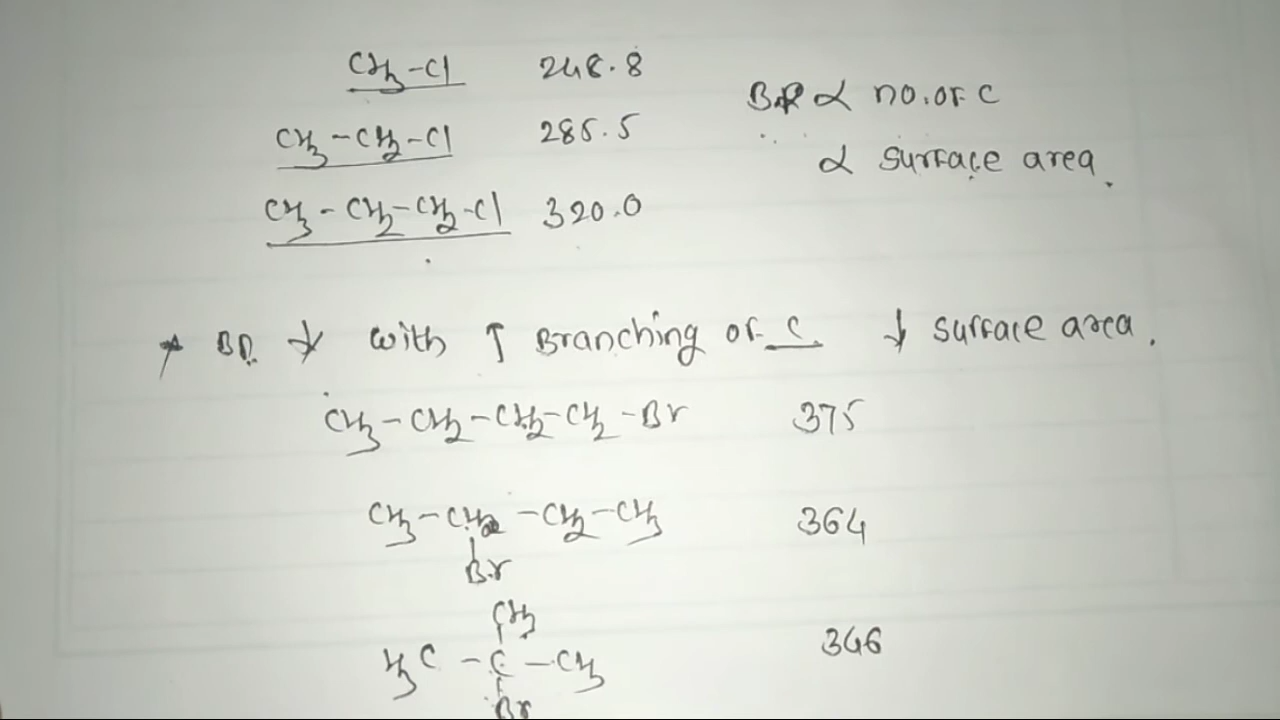 CH3-Cl 248.8
B.P ∝ no.of C
CH3-CH2-Cl 285.5
∝ surface area.
CH3-CH2-CH2-Cl 320.0
* BP. ↓ with ↑ Branching of C ↓ surface area.
CH3-CH2-CH2-CH2-Br 375
CH3-CH-CH2-CH3 364
Br
CH3
H3C-C-CH3 346
Br